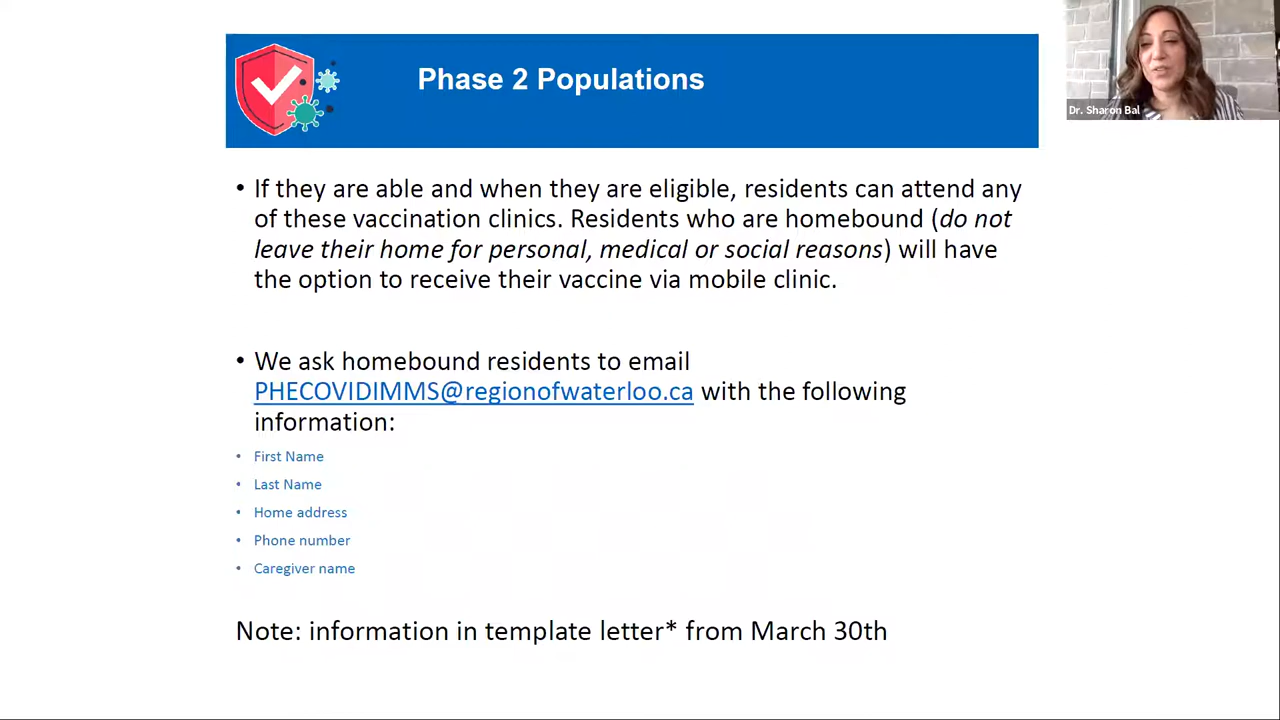 Phase 2 Populations
Dr. Sharon Bal
• If they are able and when they are eligible, residents can attend any
of these vaccination clinics. Residents who are homebound (do not
leave their home for personal, medical or social reasons) will have
the option to receive their vaccine via mobile clinic.
• We ask homebound residents to email
PHECOVIDIMMS@regionofwaterloo.ca with the following
information:
• First Name
• Last Name
• Home address
• Phone number
• Caregiver name
Note: information in template letter* from March 30th